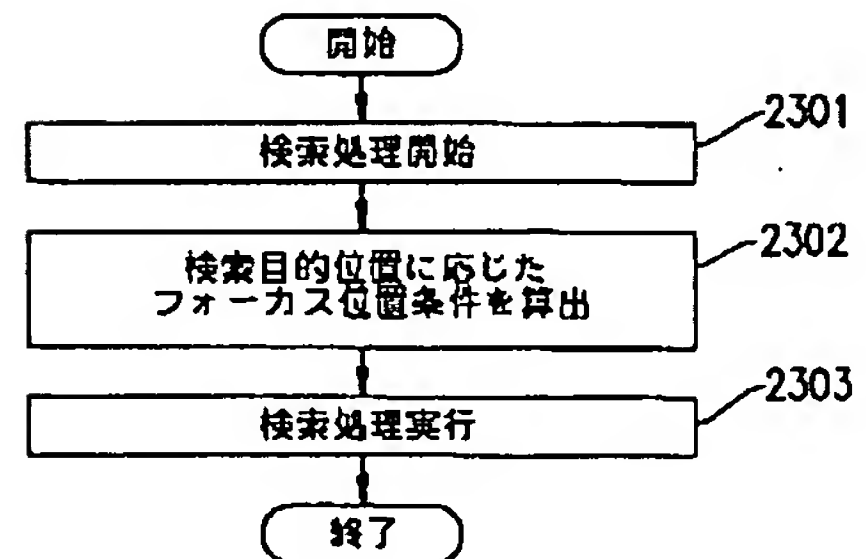 開始
検索処理開始
2301
検索目的位置に応じた
フォーカス位置条件を算出
2302
検索処理実行
2303
終了